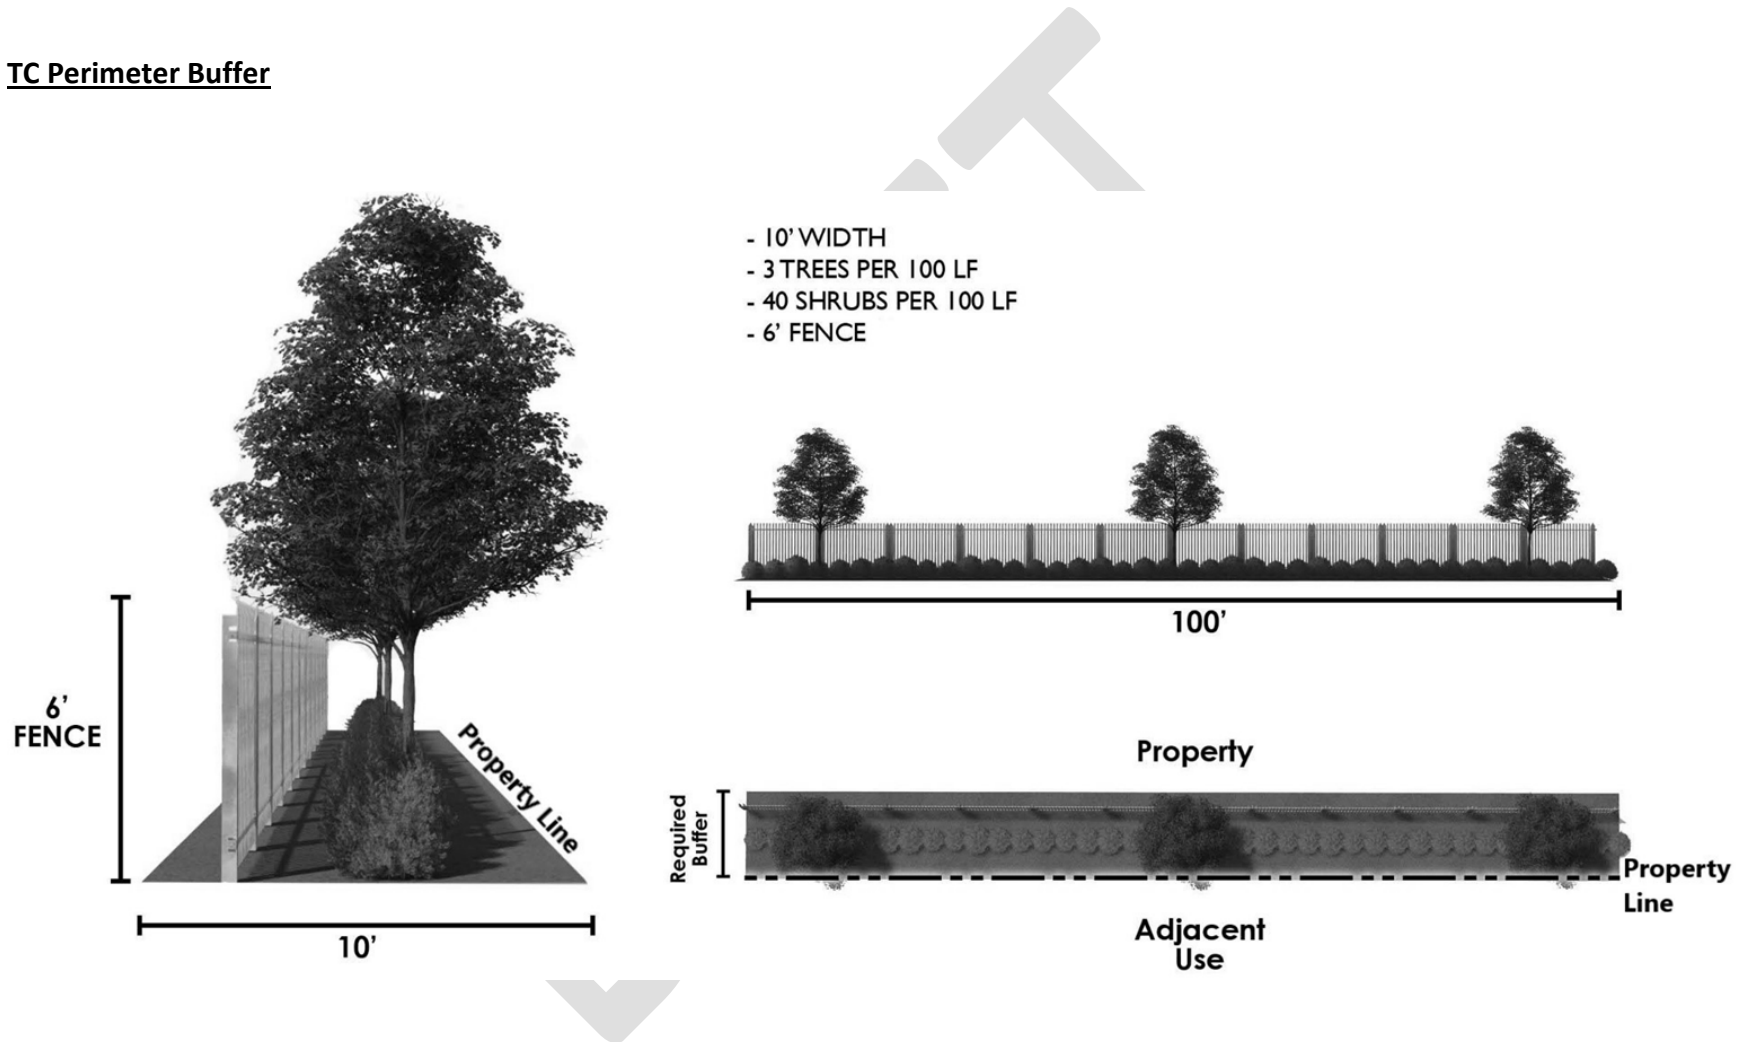 TC Perimeter Buffer
- 10' WIDTH
- 3 TREES PER 100 LF
- 40 SHRUBS PER 100 LF
- 6' FENCE
6'
FENCE
Property Line
10'
100'
Property
Required
Buffer
Property
Line
Adjacent
Use